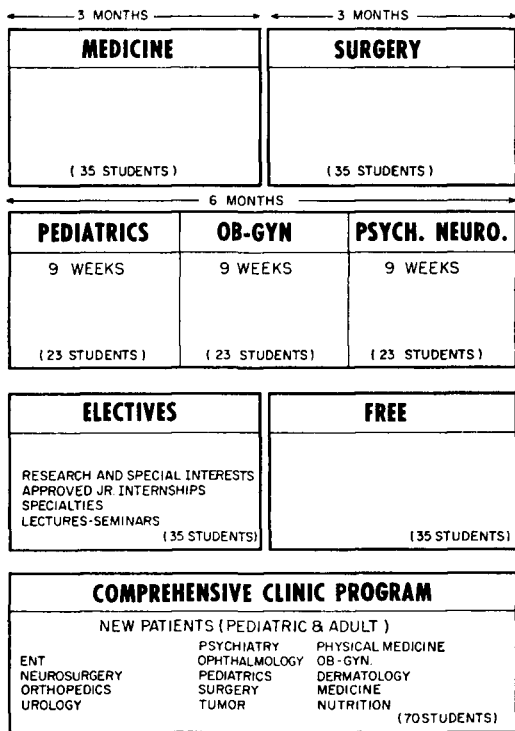 3 MONTHS 3 MONTHS
MEDICINE SURGERY
(35 STUDENTS) (35 STUDENTS)
6 MONTHS
PEDIATRICS OB-GYN PSYCH. NEURO.
9 WEEKS 9 WEEKS 9 WEEKS
(23 STUDENTS) (23 STUDENTS) (23 STUDENTS)
ELECTIVES FREE
RESEARCH AND SPECIAL INTERESTS
APPROVED JR. INTERNSHIPS
SPECIALTIES
LECTURES-SEMINARS
(35 STUDENTS) (35 STUDENTS)
COMPREHENSIVE CLINIC PROGRAM
NEW PATIENTS (PEDIATRIC & ADULT)
PSYCHIATRY PHYSICAL MEDICINE
ENT OPHTHALMOLOGY OB-GYN.
NEUROSURGERY PEDIATRICS DERMATOLOGY
ORTHOPEDICS SURGERY MEDICINE
UROLOGY TUMOR NUTRITION
(70 STUDENTS)